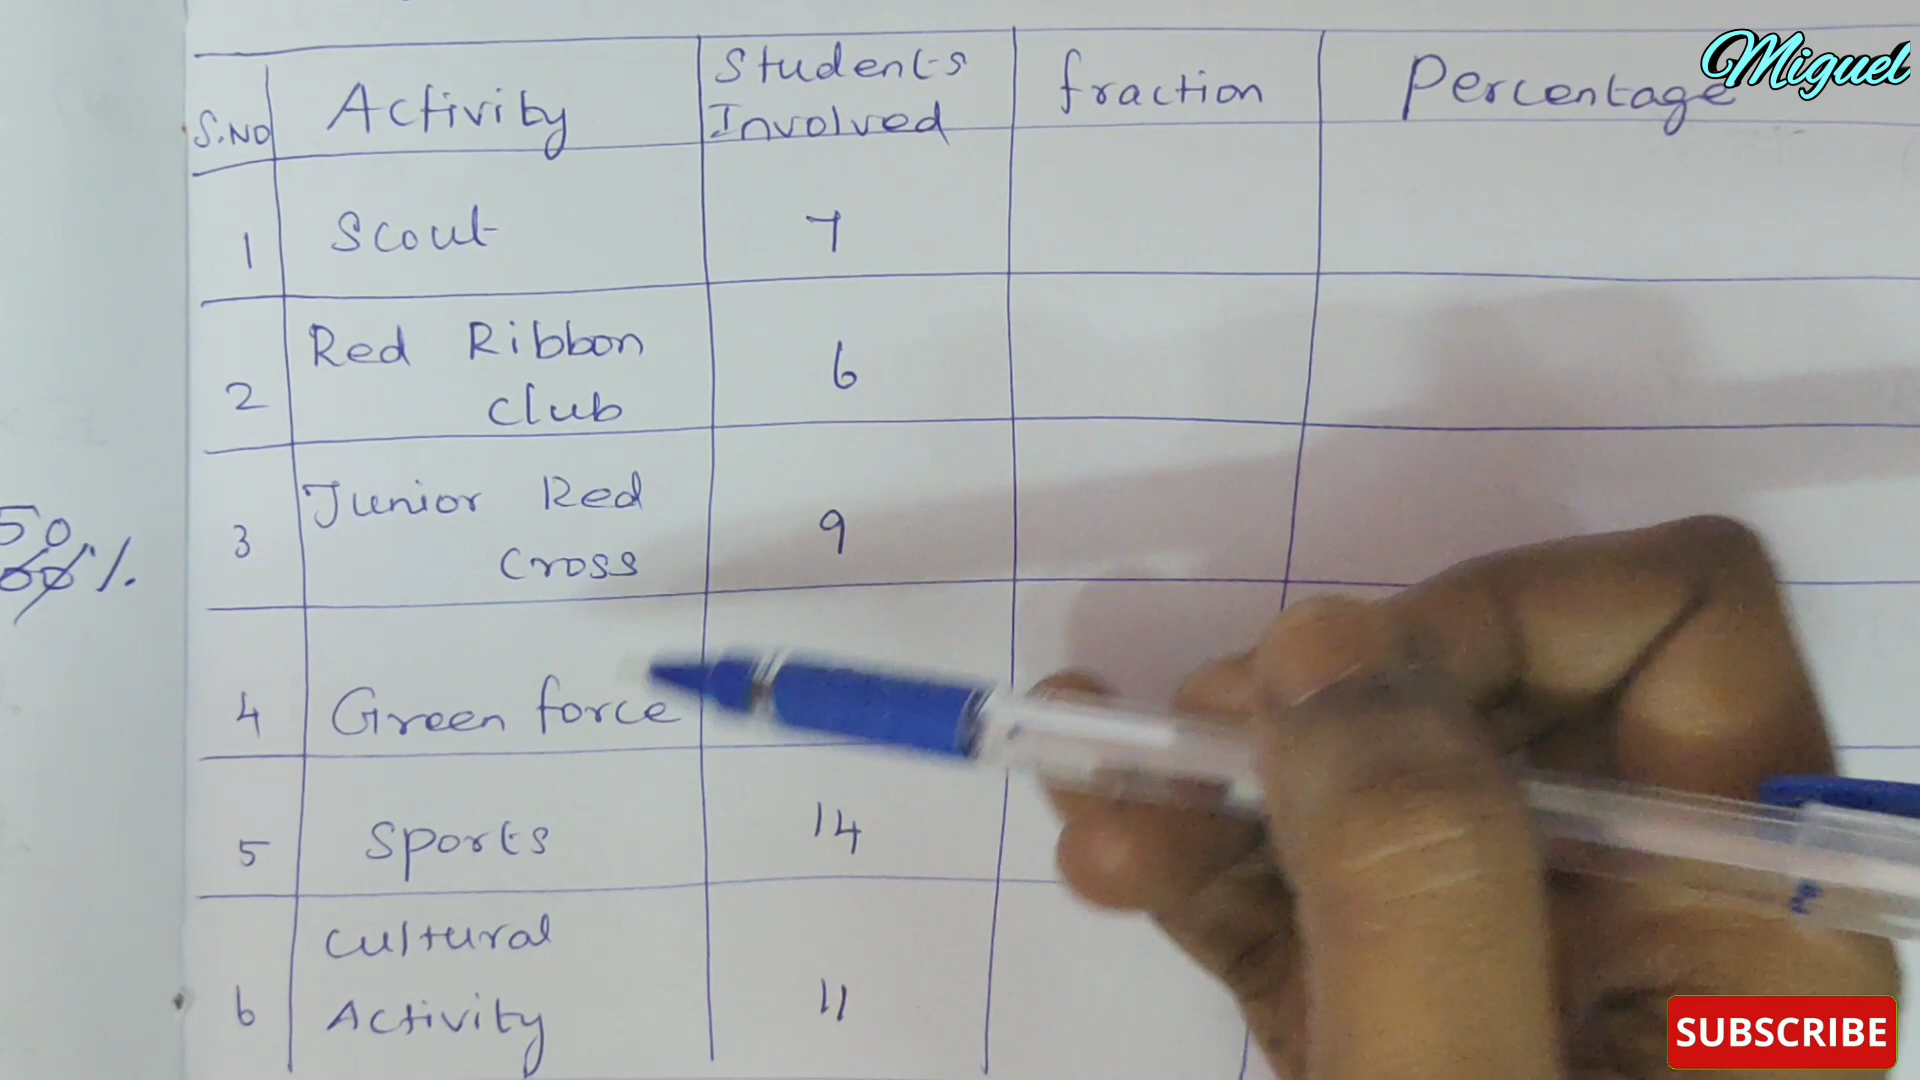 Miguel
S.NO Activity Students Involved fraction Percentage
1 Scout 7
2 Red Ribbon Club 6
3 Junior Red Cross 9
50
%
4 Green force
5 Sports 14
6 Cultural Activity 11
SUBSCRIBE